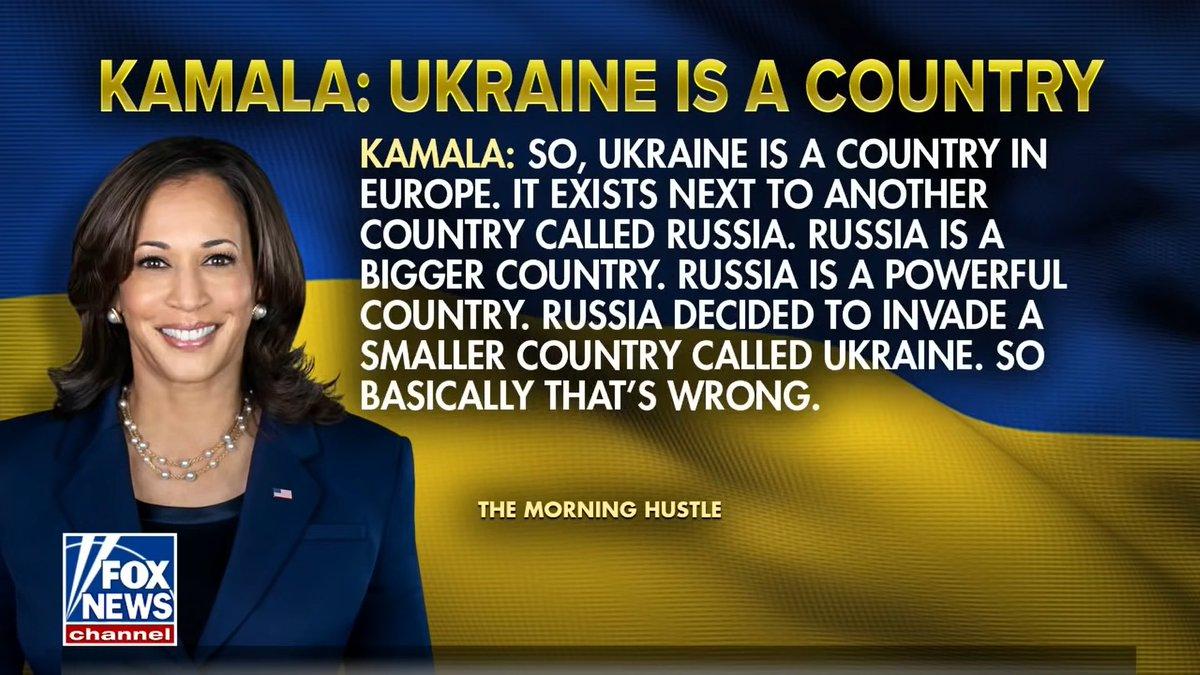 KAMALA: UKRAINE IS A COUNTRY
KAMALA: SO, UKRAINE IS A COUNTRY IN
EUROPE. IT EXISTS NEXT TO ANOTHER
COUNTRY CALLED RUSSIA. RUSSIA IS A
BIGGER COUNTRY. RUSSIA IS A POWERFUL
COUNTRY. RUSSIA DECIDED TO INVADE A
SMALLER COUNTRY CALLED UKRAINE. SO
BASICALLY THAT'S WRONG.
THE MORNING HUSTLE
FOX
NEWS
channel